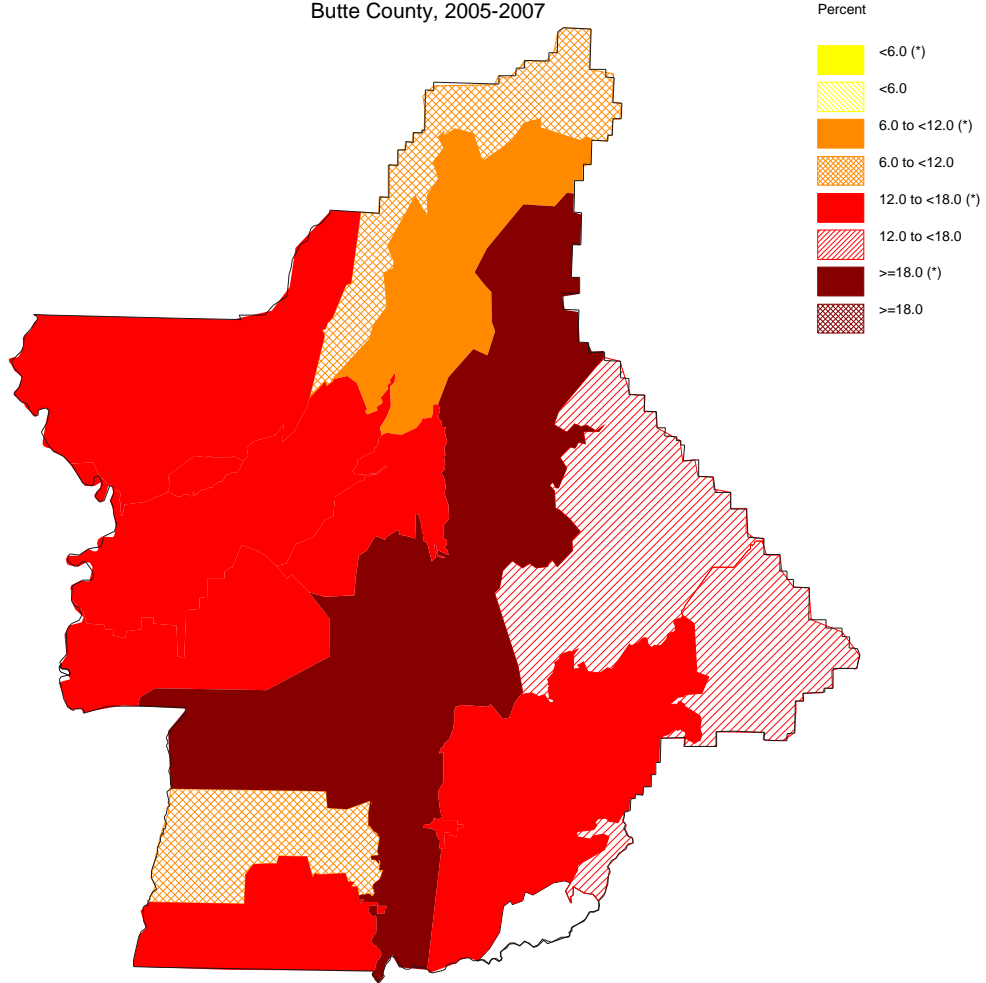 Butte County, 2005-2007
Percent
<6.0 (*)
<6.0
6.0 to <12.0 (*)
6.0 to <12.0
12.0 to <18.0 (*)
12.0 to <18.0
>=18.0 (*)
>=18.0